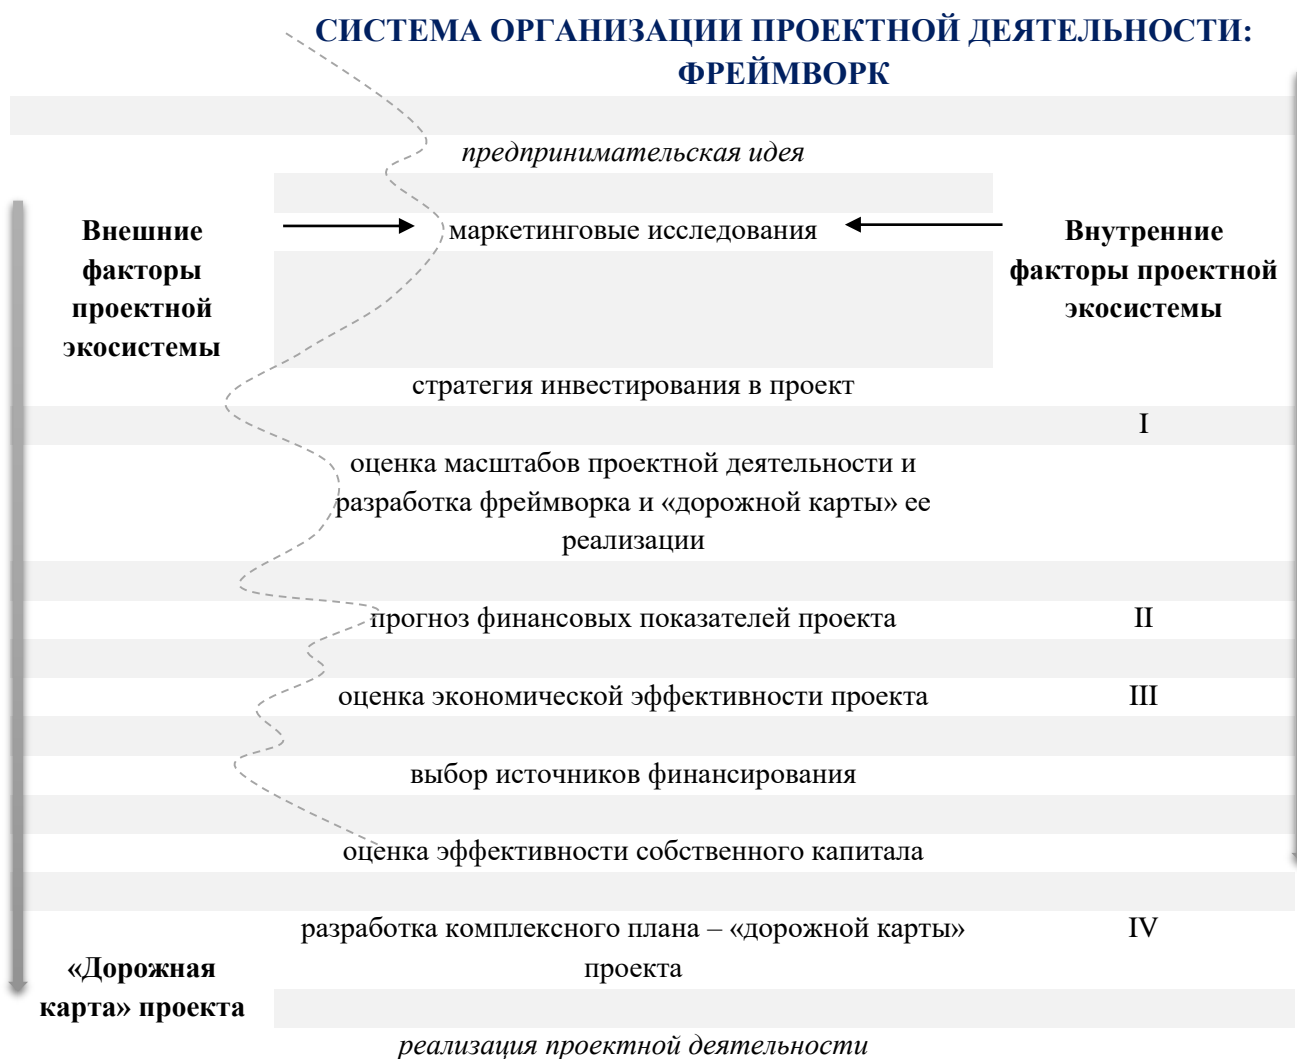 СИСТЕМА ОРГАНИЗАЦИИ ПРОЕКТНОЙ ДЕЯТЕЛЬНОСТИ:
ФРЕЙМВОРК
предпринимательская идея
Внешние
факторы
проектной
экосистемы
маркетинговые исследования
Внутренние
факторы проектной
экосистемы
стратегия инвестирования в проект
I
оценка масштабов проектной деятельности и
разработка фреймворка и «дорожной карты» ее
реализации
прогноз финансовых показателей проекта
II
оценка экономической эффективности проекта
III
выбор источников финансирования
оценка эффективности собственного капитала
разработка комплексного плана – «дорожной карты»
проекта
IV
«Дорожная
карта» проекта
реализация проектной деятельности